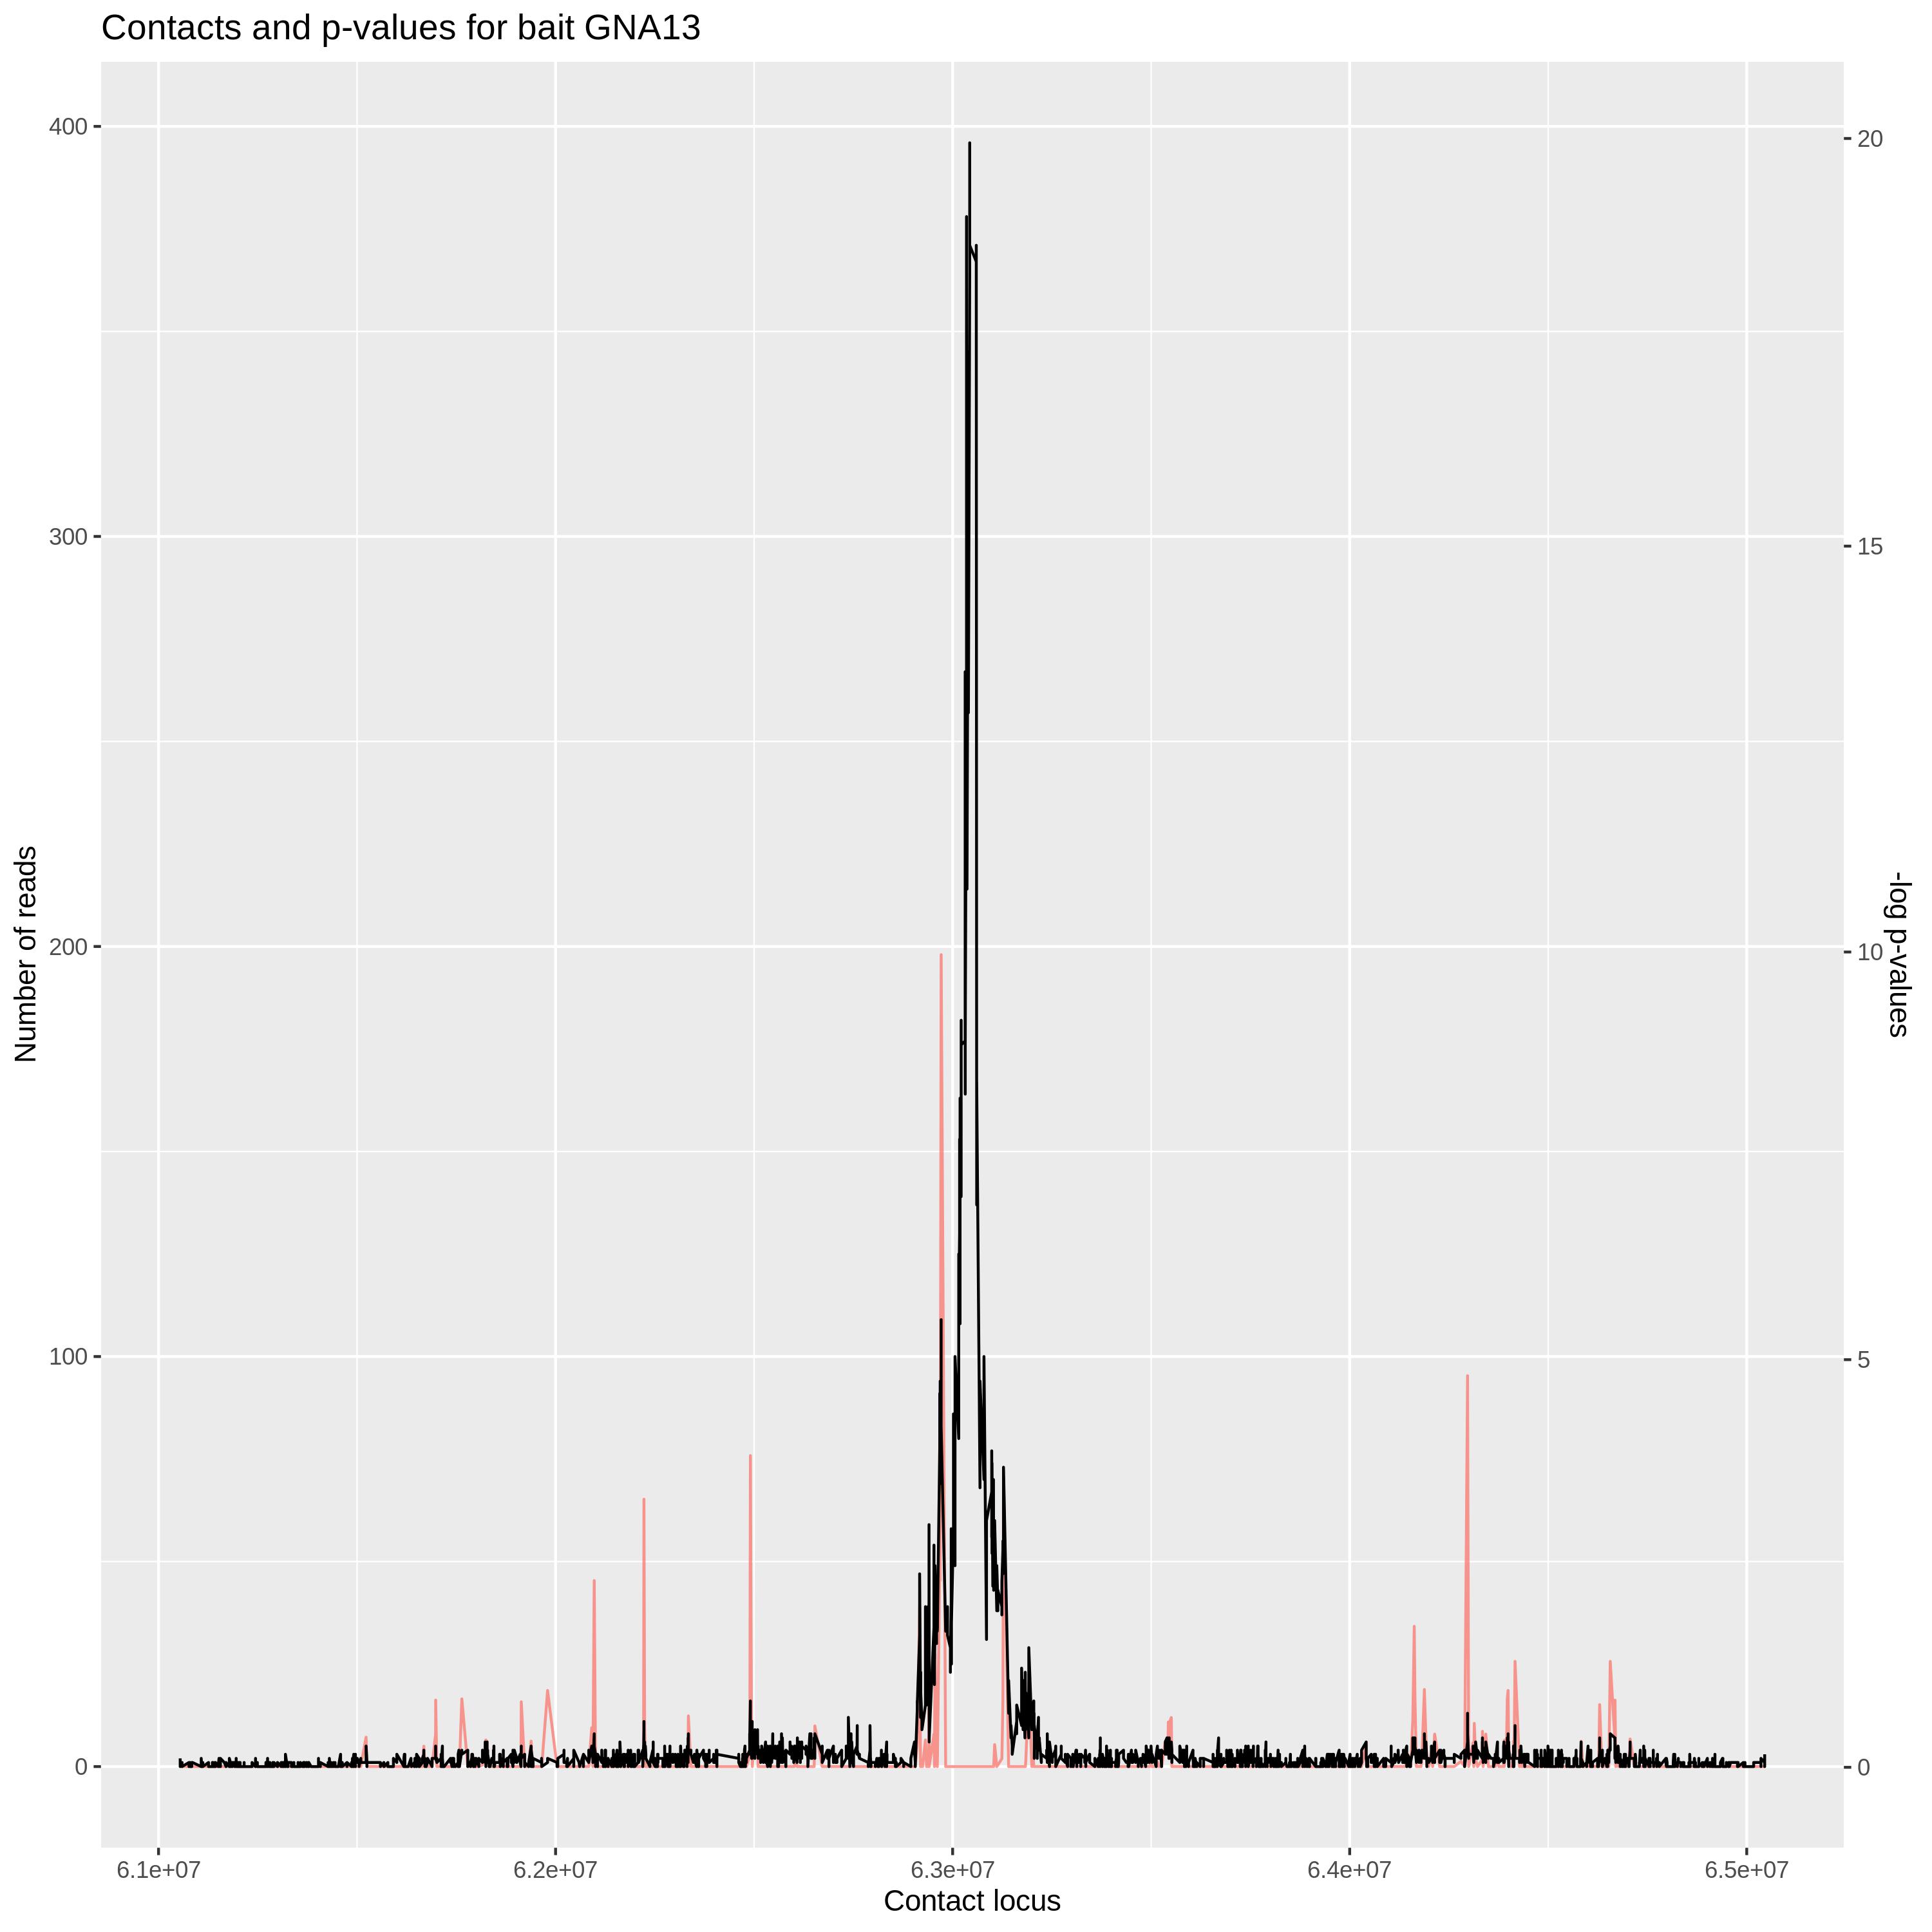 Contacts and p-values for bait GNA13
400
300
200
100
0
Number of reads
20
15
10
5
0
-log p-values
6.1e+07
6.2e+07
6.3e+07
6.4e+07
6.5e+07
Contact locus